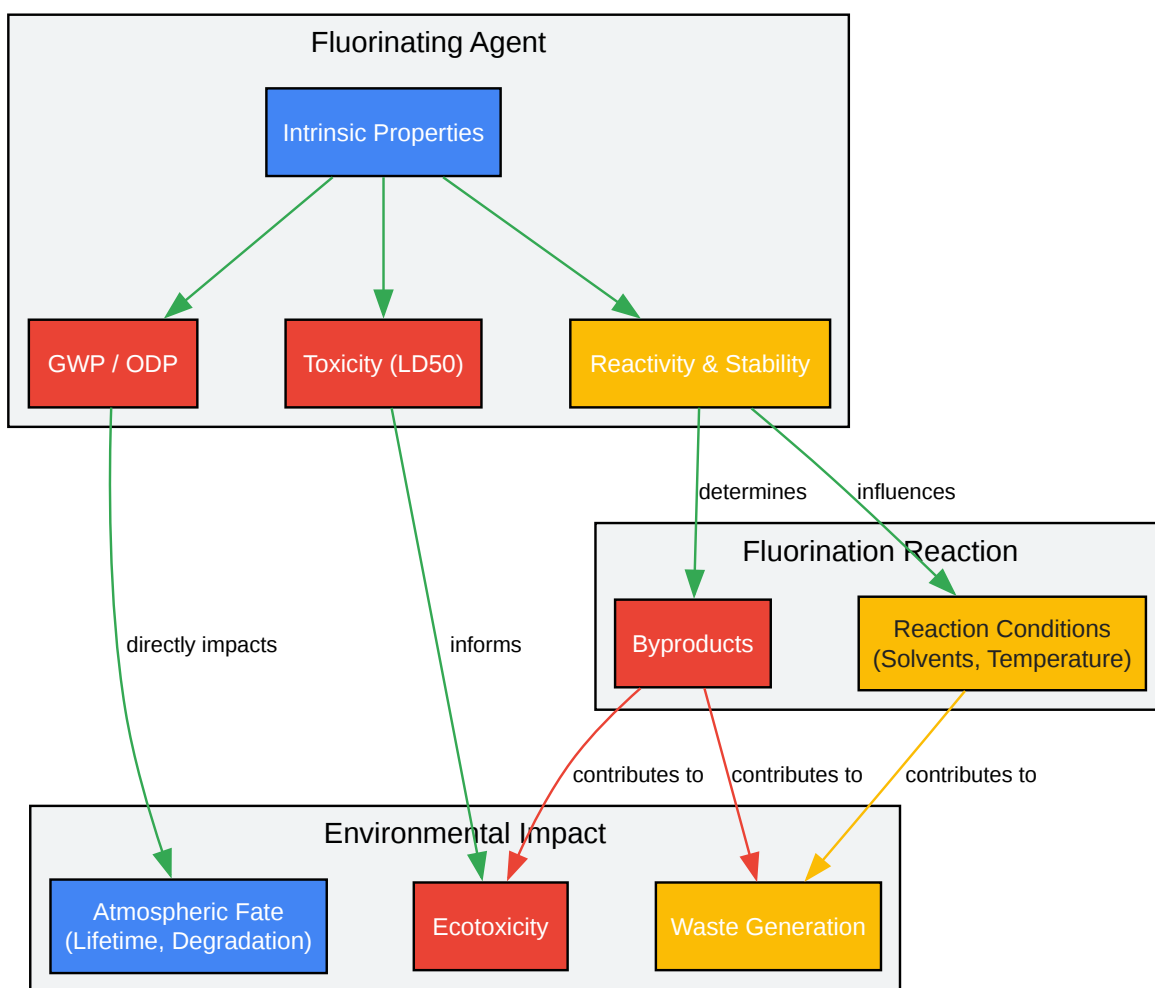 Fluorinating Agent
Intrinsic Properties
GWP / ODP
Toxicity (LD50)
Reactivity & Stability
determines
influences
Fluorination Reaction
directly impacts
informs
Byproducts
Reaction Conditions
(Solvents, Temperature)
contributes to
contributes to
contributes to
Environmental Impact
Atmospheric Fate
(Lifetime, Degradation)
Ecotoxicity
Waste Generation